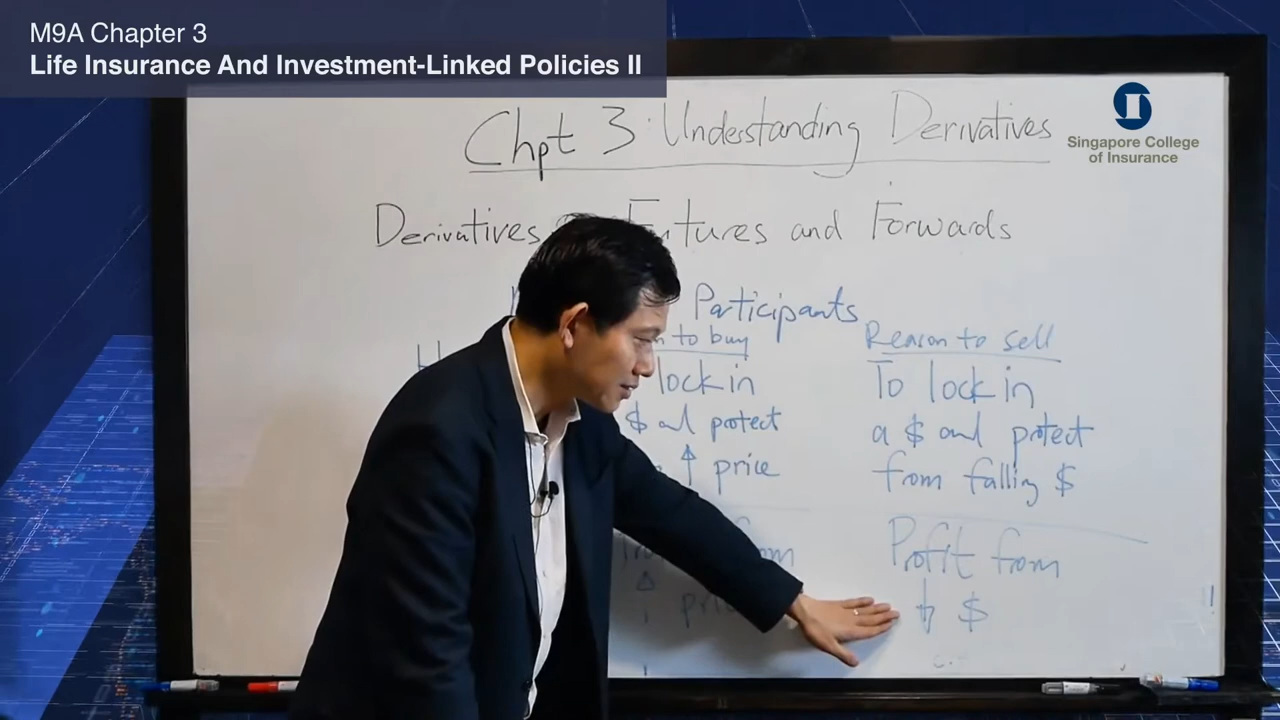 M9A Chapter 3
Life Insurance And Investment-Linked Policies II
Singapore College
of Insurance
Chpt 3: Understanding Derivatives
Derivatives Futures and Forwards
Participants
to buy
Reason to sell
lock in
To lock in
$ and protect
a $ and protect
↑ price
from falling $
Profit from
↓ $